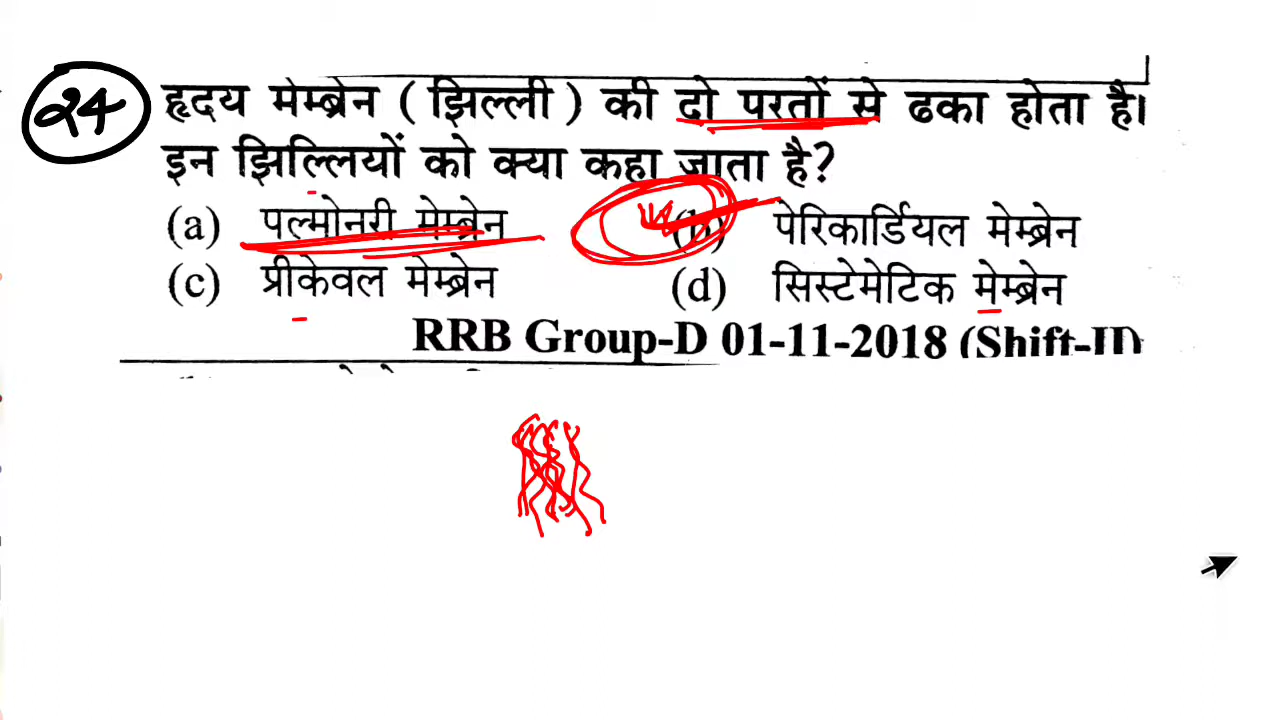 24 हृदय मेम्ब्रेन (झिल्ली) की दो परतों से ढका होता है।
इन झिल्लियों को क्या कहा जाता है?
(a) पल्मोनरी मेम्ब्रेन (b) पेरिकार्डियल मेम्ब्रेन
(c) प्रीकेवल मेम्ब्रेन (d) सिस्टेमेटिक मेम्ब्रेन
RRB Group-D 01-11-2018 (Shift-II)